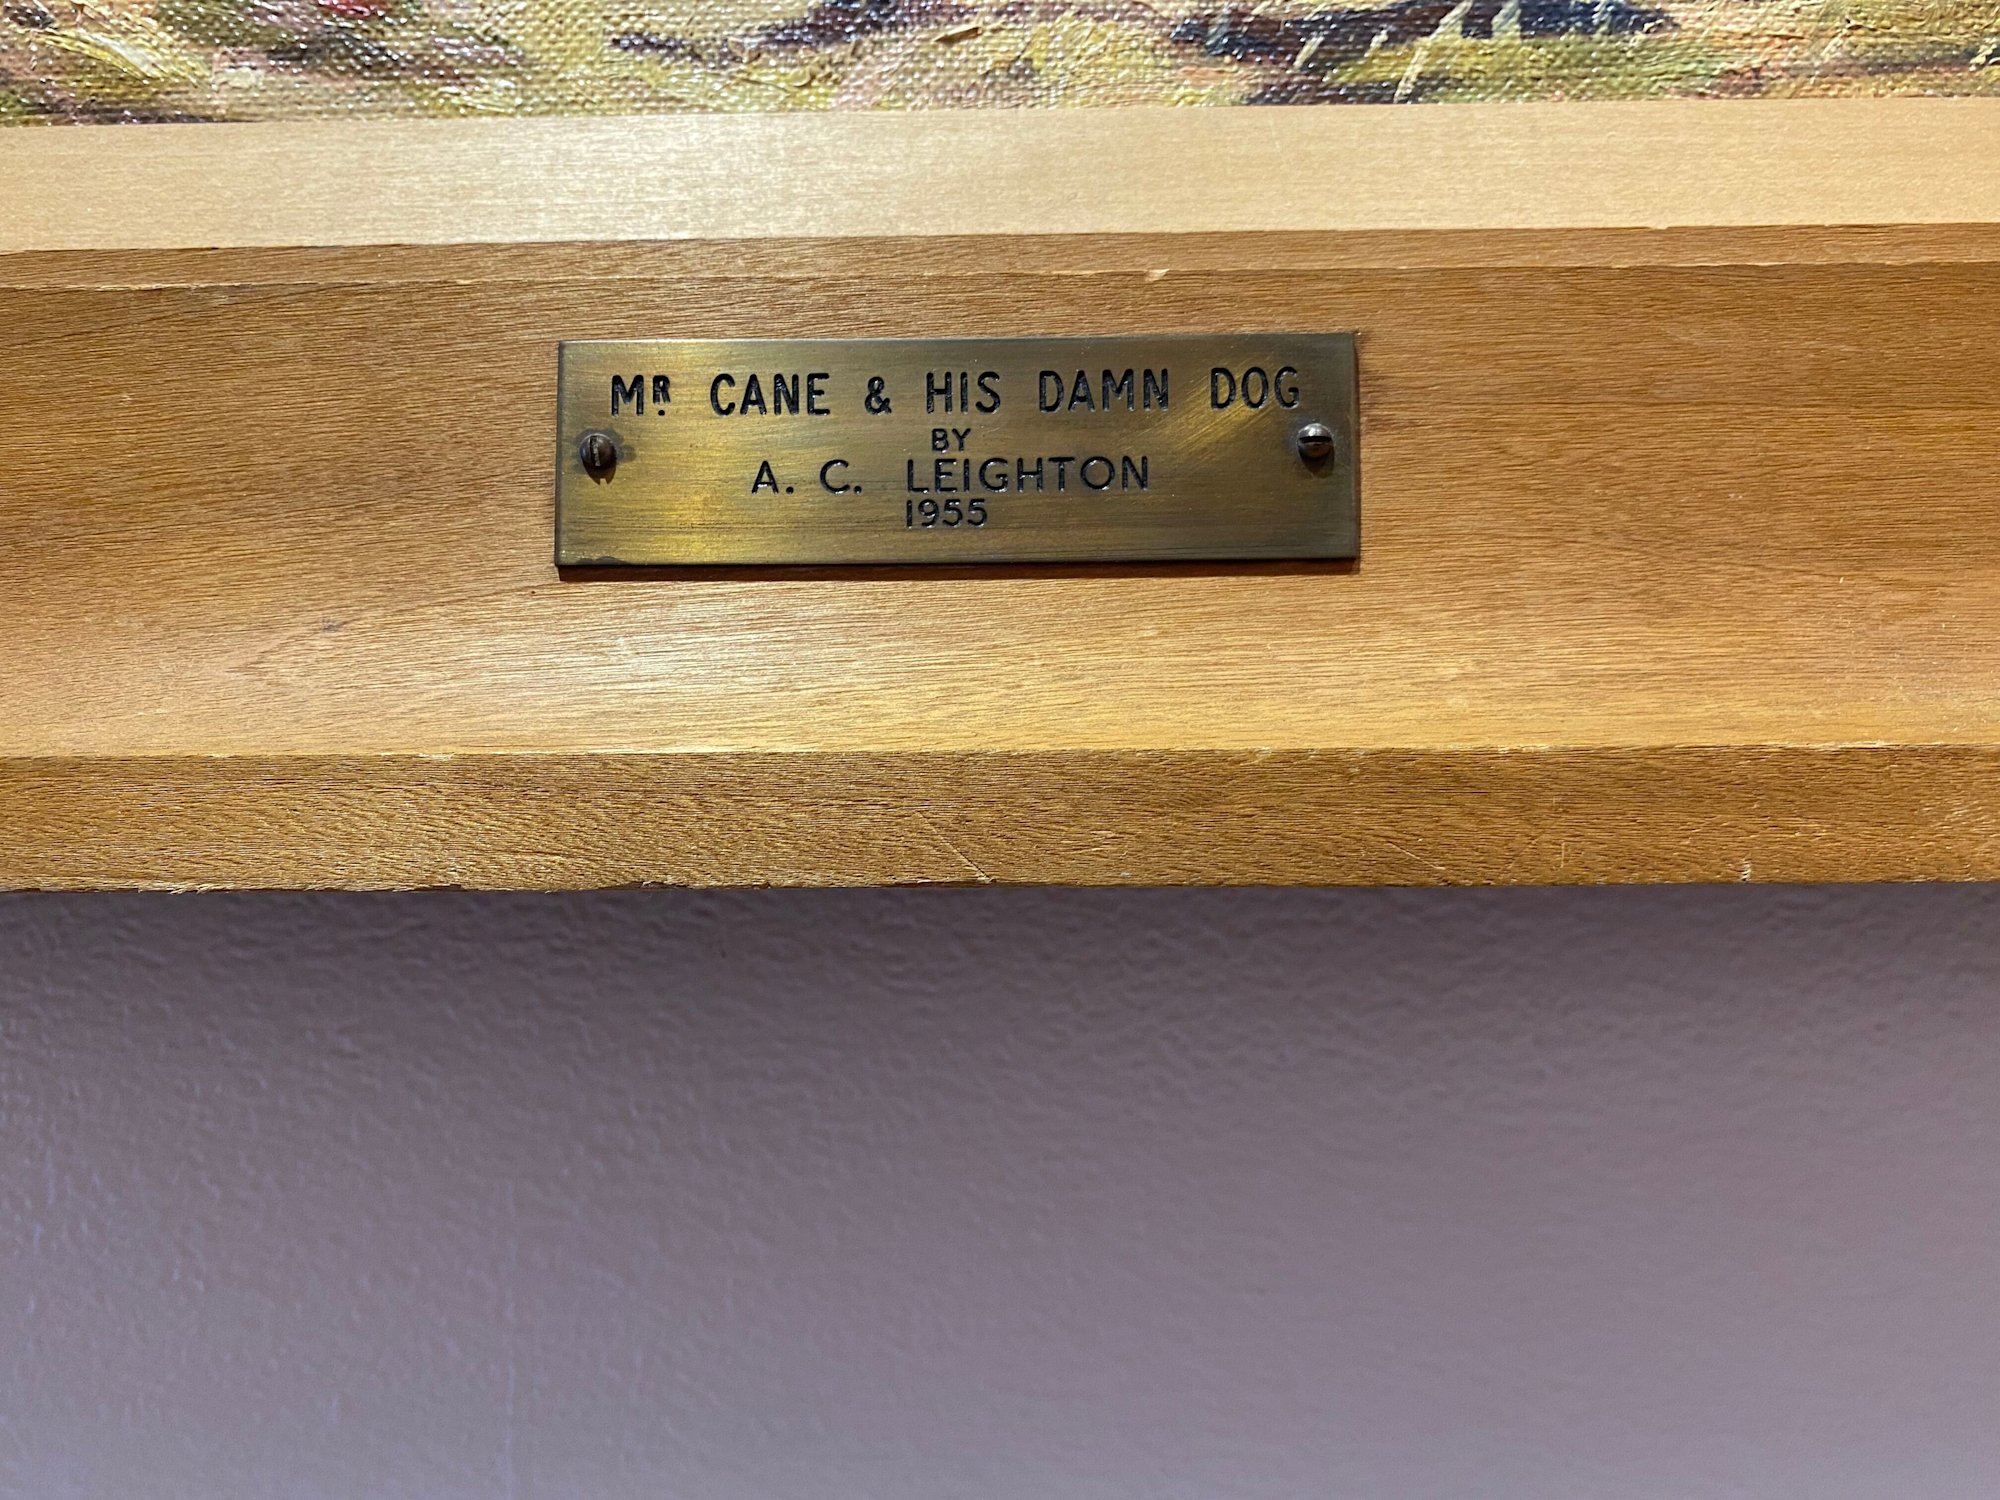 MR. CANE & HIS DAMN DOG
BY
A. C. LEIGHTON
1955